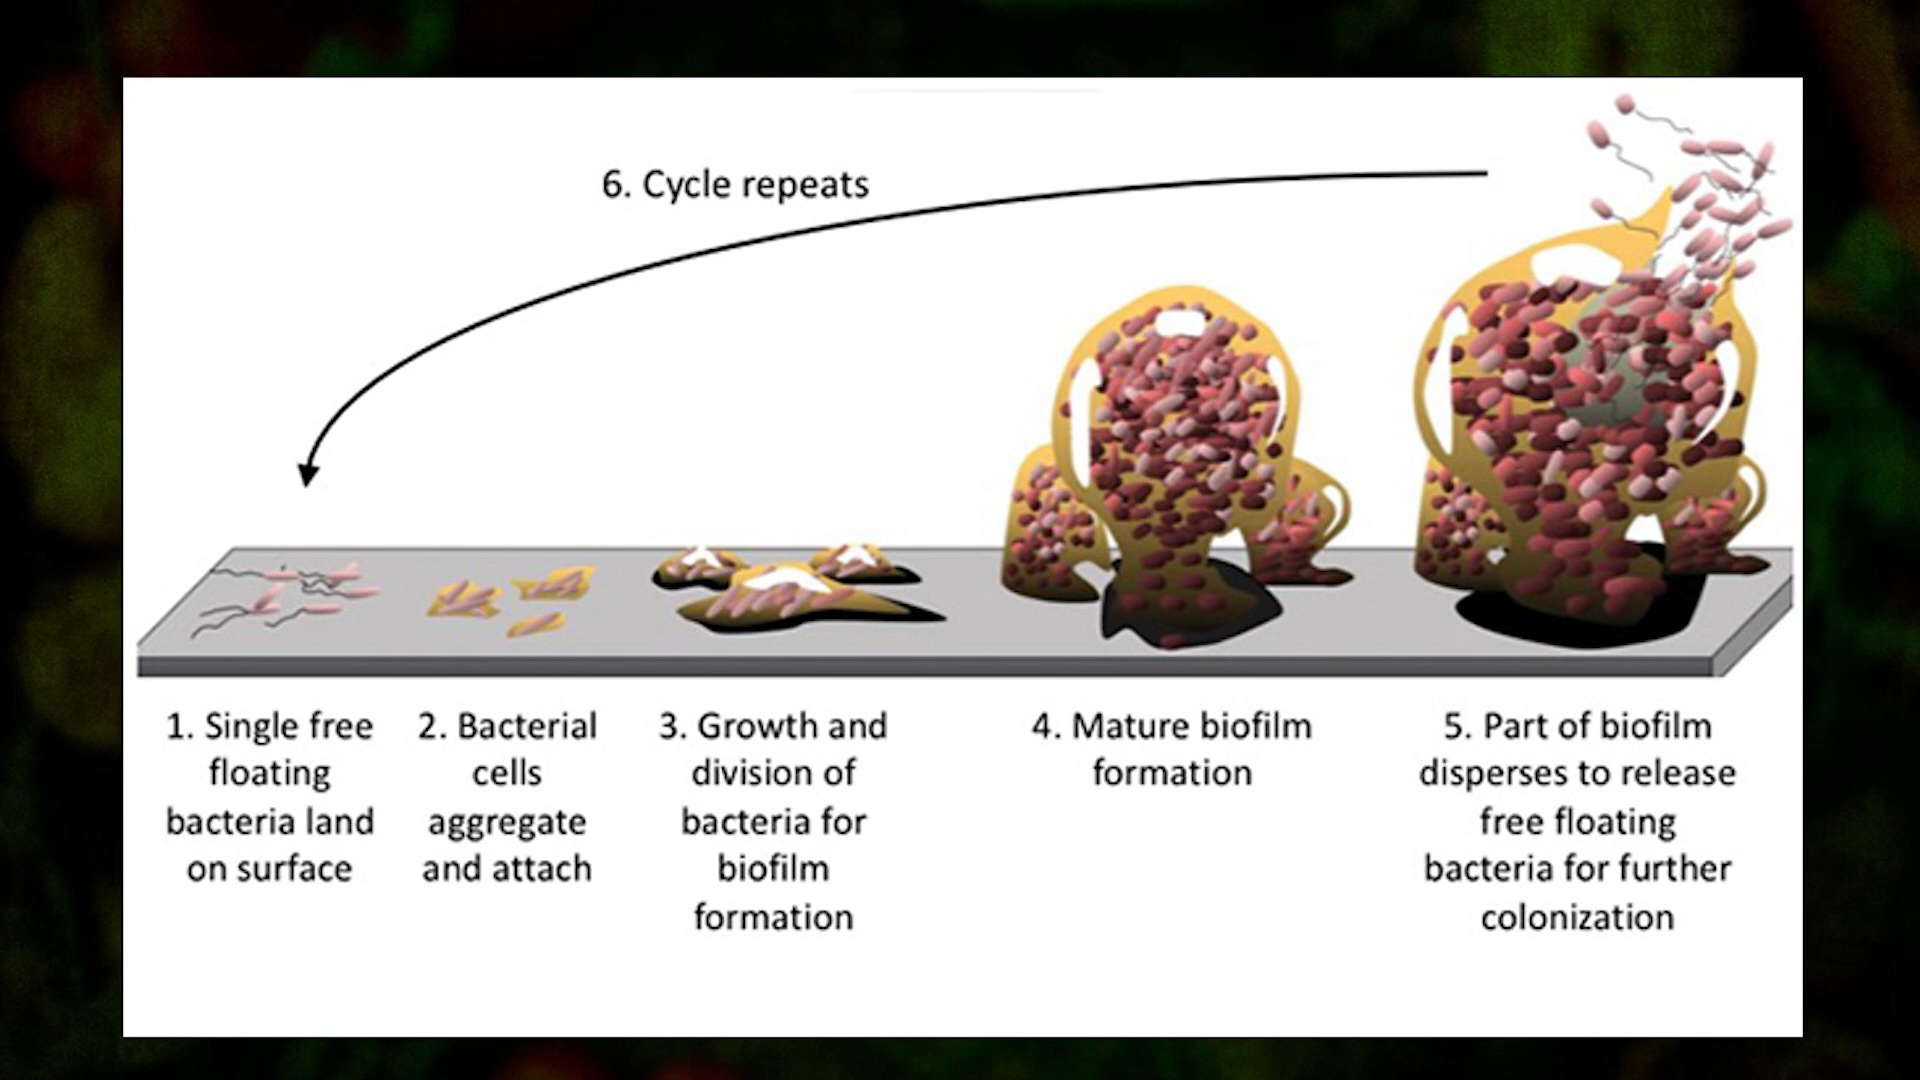 6. Cycle repeats
1. Single free
floating
bacteria land
on surface
2. Bacterial
cells
aggregate
and attach
3. Growth and
division of
bacteria for
biofilm
formation
4. Mature biofilm
formation
5. Part of biofilm
disperses to release
free floating
bacteria for further
colonization